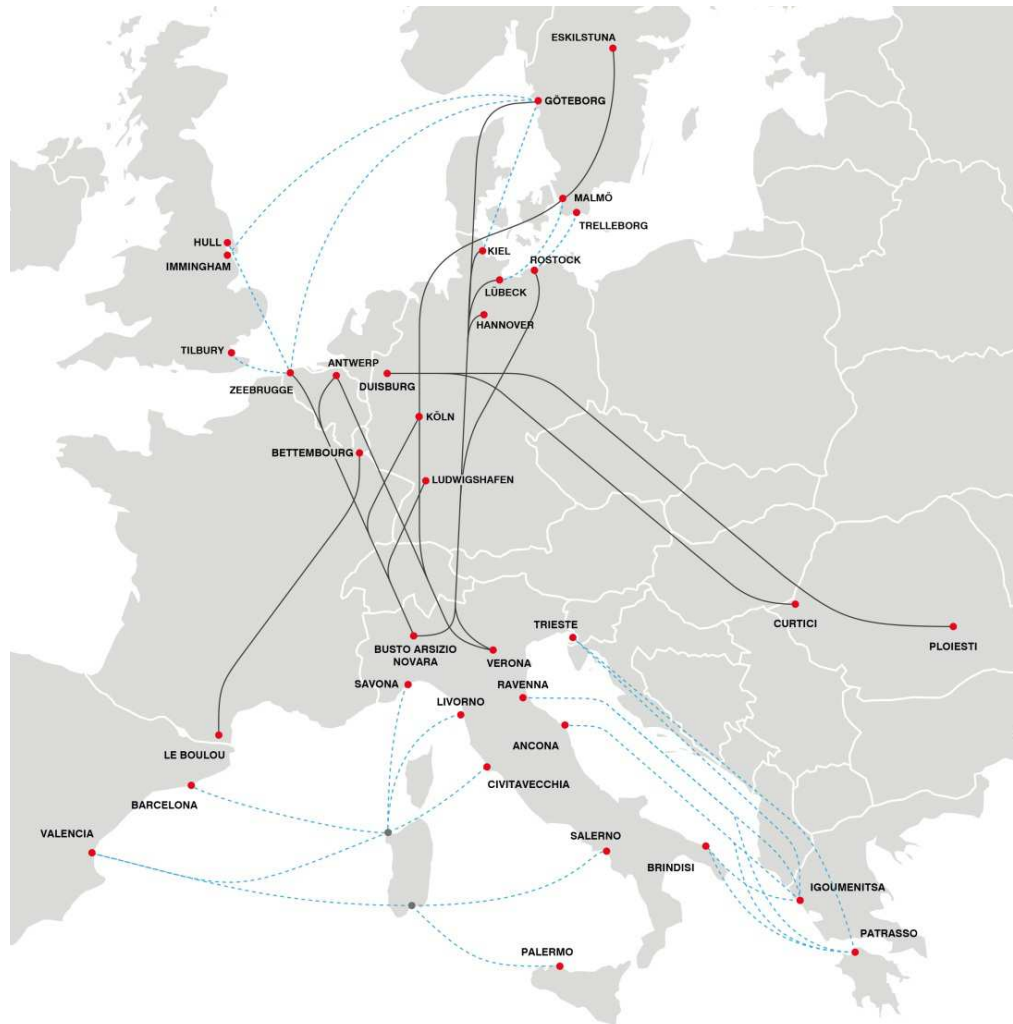 ESKILSTUNA
GÖTEBORG
MALMÖ
TRELLEBORG
HULL
IMMINGHAM
KIEL
ROSTOCK
LÜBECK
HANNOVER
TILBURY
ANTWERP
ZEEBRUGGE
DUISBURG
KÖLN
BETTEMBOURG
LUDWIGSHAFEN
CURTICI
TRIESTE
PLOIESTI
BUSTO ARSIZIO
NOVARA
VERONA
SAVONA
RAVENNA
LIVORNO
ANCONA
LE BOULOU
CIVITAVECCHIA
BARCELONA
VALENCIA
SALERNO
BRINDISI
IGOUMENITSA
PATRASSO
PALERMO